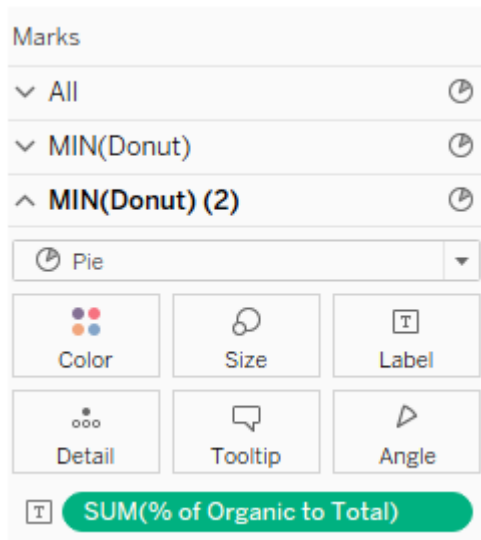 Marks
All
MIN(Donut)
MIN(Donut) (2)
Pie
Color Size Label
Detail Tooltip Angle
SUM(% of Organic to Total)